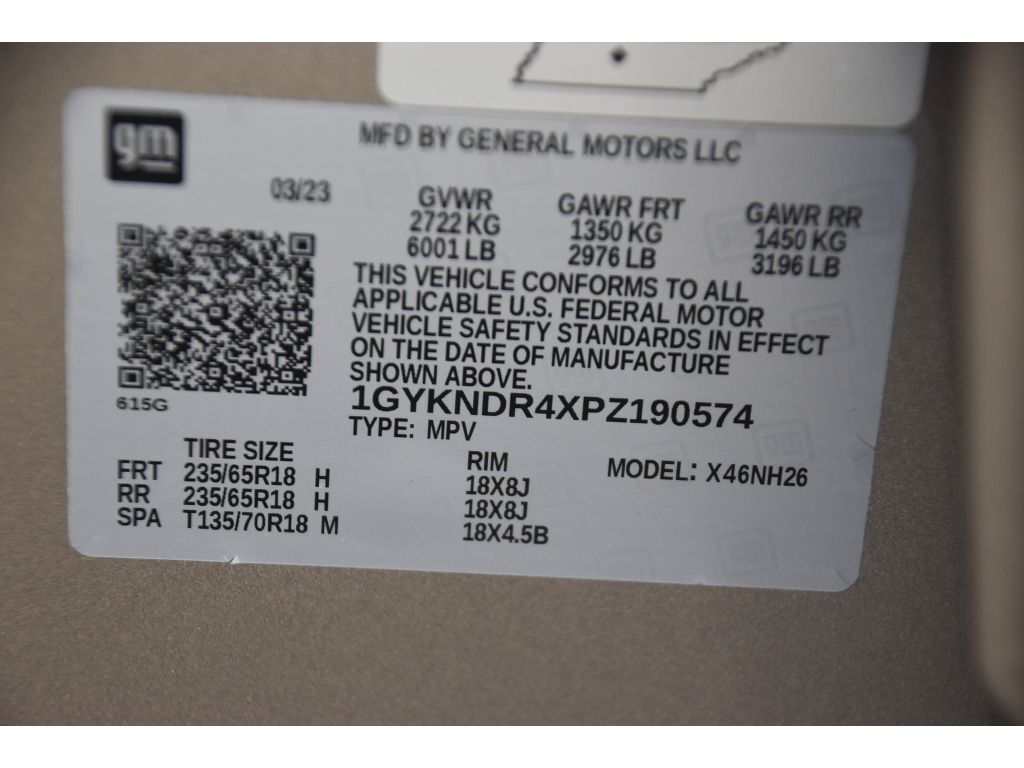 gm
MFD BY GENERAL MOTORS LLC
03/23
GVWR GAWR FRT GAWR RR
2722 KG 1350 KG 1450 KG
6001 LB 2976 LB 3196 LB
THIS VEHICLE CONFORMS TO ALL
APPLICABLE U.S. FEDERAL MOTOR
VEHICLE SAFETY STANDARDS IN EFFECT
ON THE DATE OF MANUFACTURE
SHOWN ABOVE.
1GYKNDR4XPZ190574
615G
TYPE: MPV
TIRE SIZE RIM MODEL: X46NH26
FRT 235/65R18 H 18X8J
RR 235/65R18 H 18X8J
SPA T135/70R18 M 18X4.5B